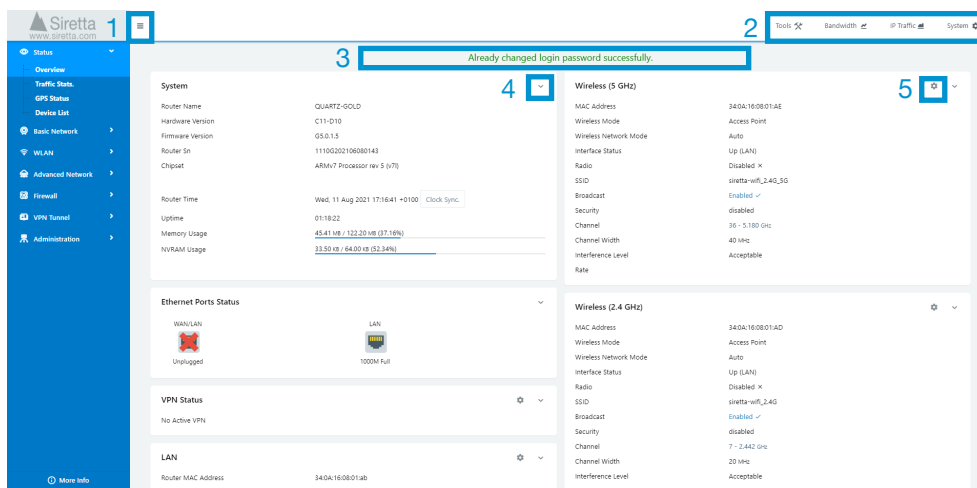 Siretta
www.siretta.com
1
2
Tools
Bandwidth
IP Traffic
System
3
Already changed login password successfully.
Status
Overview
Traffic Stats.
GPS Status
Device List
Basic Network
WLAN
Advanced Network
Firewall
VPN Tunnel
Administration
More Info
System
4
Router Name QUARTZ-GOLD
Hardware Version C11-D10
Firmware Version G5.0.1.5
Router Sn 1110G202106080143
Chipset ARMv7 Processor rev 5 (v7l)
Router Time Wed, 11 Aug 2021 17:16:41 +0100 Clock Sync.
Uptime 01:18:22
Memory Usage 45.41 MB / 122.20 MB (37.16%)
NVRAM Usage 33.50 KB / 64.00 KB (52.34%)
Ethernet Ports Status
WAN/LAN LAN
Unplugged 1000M Full
VPN Status
No Active VPN
LAN
Router MAC Address 34:0A:16:08:01:ab
Wireless (5 GHz)
5
MAC Address 34:0A:16:08:01:AE
Wireless Mode Access Point
Wireless Network Mode Auto
Interface Status Up (LAN)
Radio Disabled ×
SSID siretta-wifi_2.4G_5G
Broadcast Enabled ✓
Security disabled
Channel 36 - 5.180 GHz
Channel Width 40 MHz
Interference Level Acceptable
Rate
Wireless (2.4 GHz)
MAC Address 34:0A:16:08:01:AD
Wireless Mode Access Point
Wireless Network Mode Auto
Interface Status Up (LAN)
Radio Disabled ×
SSID siretta-wifi_2.4G
Broadcast Enabled ✓
Security disabled
Channel 7 - 2.442 GHz
Channel Width 20 MHz
Interference Level Acceptable